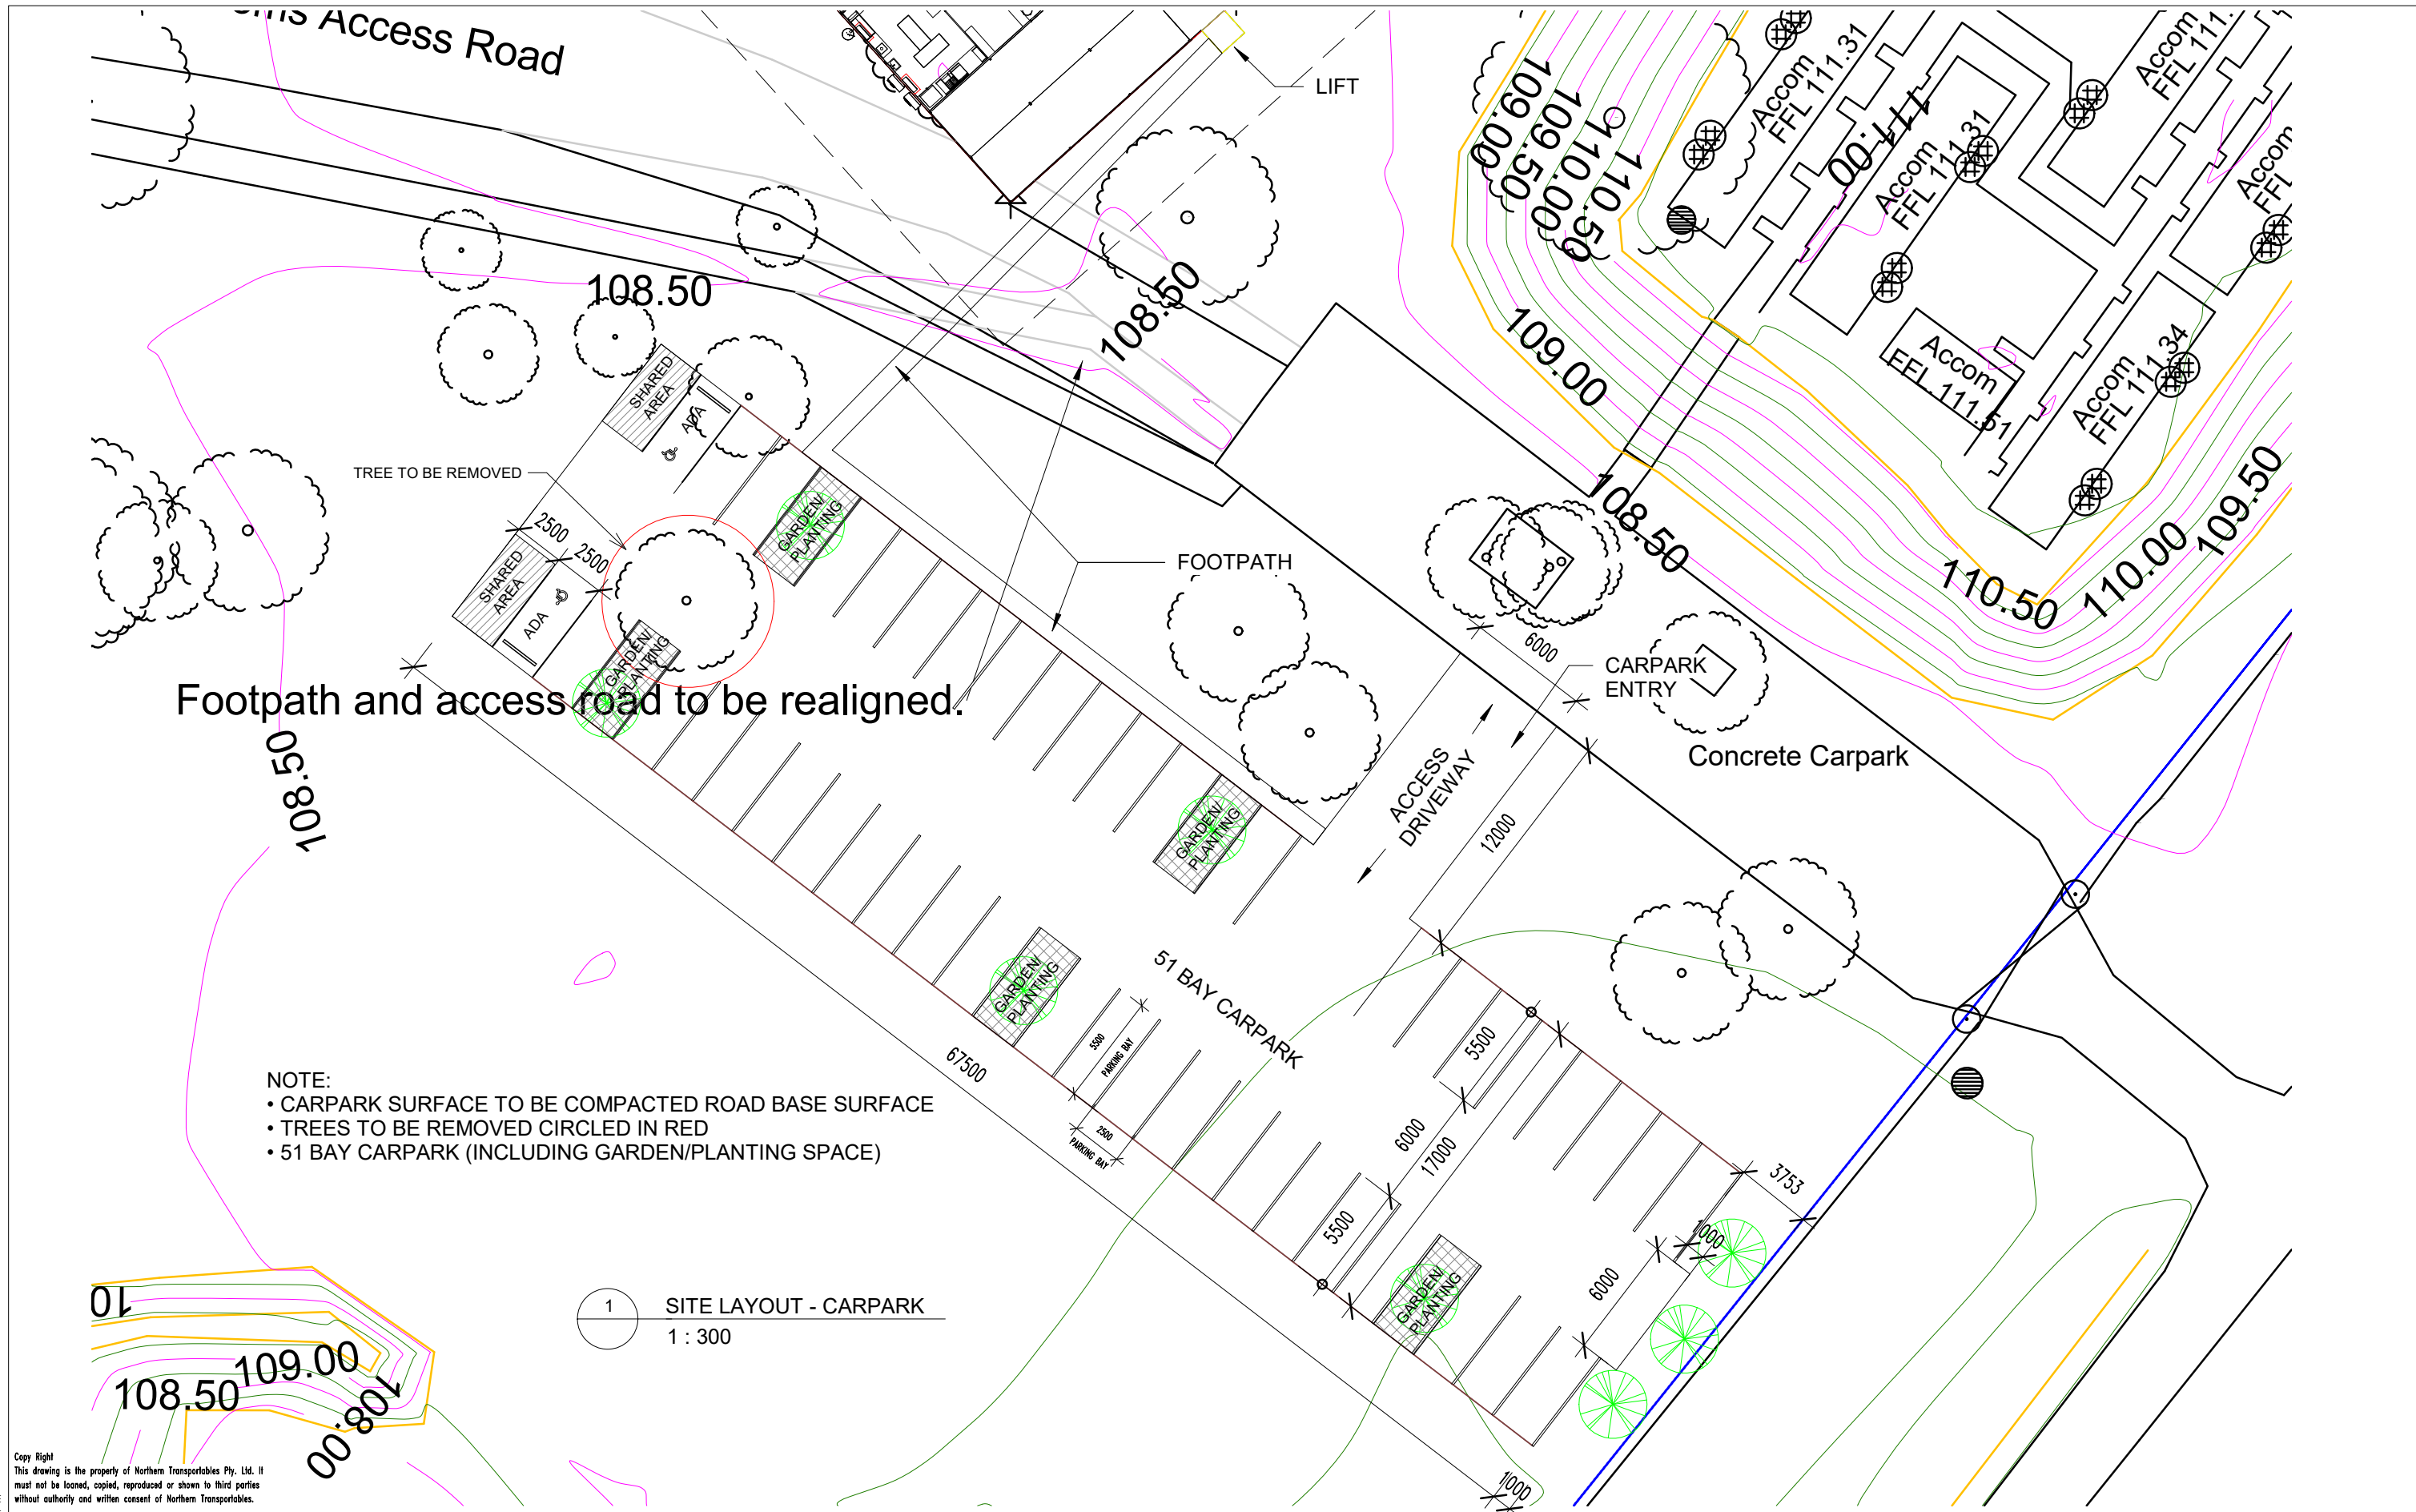 Access Road
LIFT
109.00
109.50
110.00
110.50
Accom
FFL 111.31
111.00
Accom
FFL 111.31
Accom
FFL 111.
Accom
FFL
108.50
108.50
SHARED
AREA
ADA
109.00
Accom
FFL 111.51
Accom
FFL 111.34
TREE TO BE REMOVED
2500
2500
GARDEN/
PLANTING
SHARED
AREA
ADA
GARDEN/
PLANTING
FOOTPATH
108.50
109.50
110.00
110.50
6000
CARPARK
ENTRY
Footpath and access road to be realigned.
Concrete Carpark
108.50
ACCESS
DRIVEWAY
12000
GARDEN/
PLANTING
GARDEN/
PLANTING
51 BAY CARPARK
5500
PARKING BAY
2500
PARKING BAY
67500
5500
6000
17000
5500
3753
1000
6000
GARDEN/
PLANTING
NOTE:
• CARPARK SURFACE TO BE COMPACTED ROAD BASE SURFACE
• TREES TO BE REMOVED CIRCLED IN RED
• 51 BAY CARPARK (INCLUDING GARDEN/PLANTING SPACE)
1
SITE LAYOUT - CARPARK
1 : 300
10
109.00
108.50
108.00
1000
Copy Right
This drawing is the property of Northern Transportables Pty. Ltd. It
must not be loaned, copied, reproduced or shown to third parties
without authority and written consent of Northern Transportables.